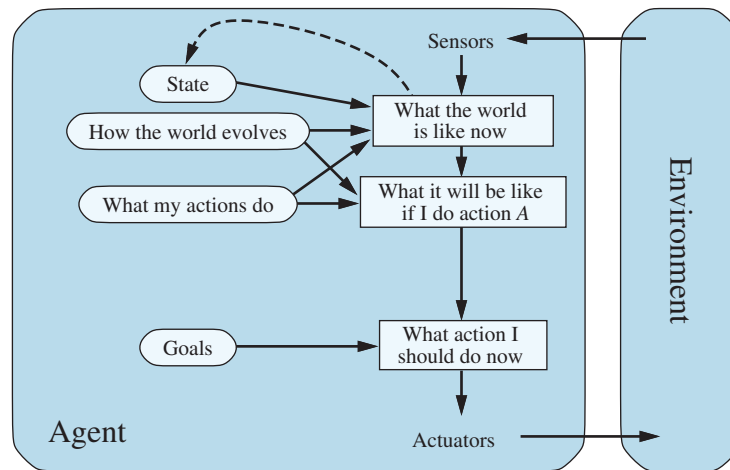 Sensors
State
What the world
is like now
How the world evolves
What it will be like
if I do action A
What my actions do
What action I
should do now
Goals
Agent
Actuators
Environment